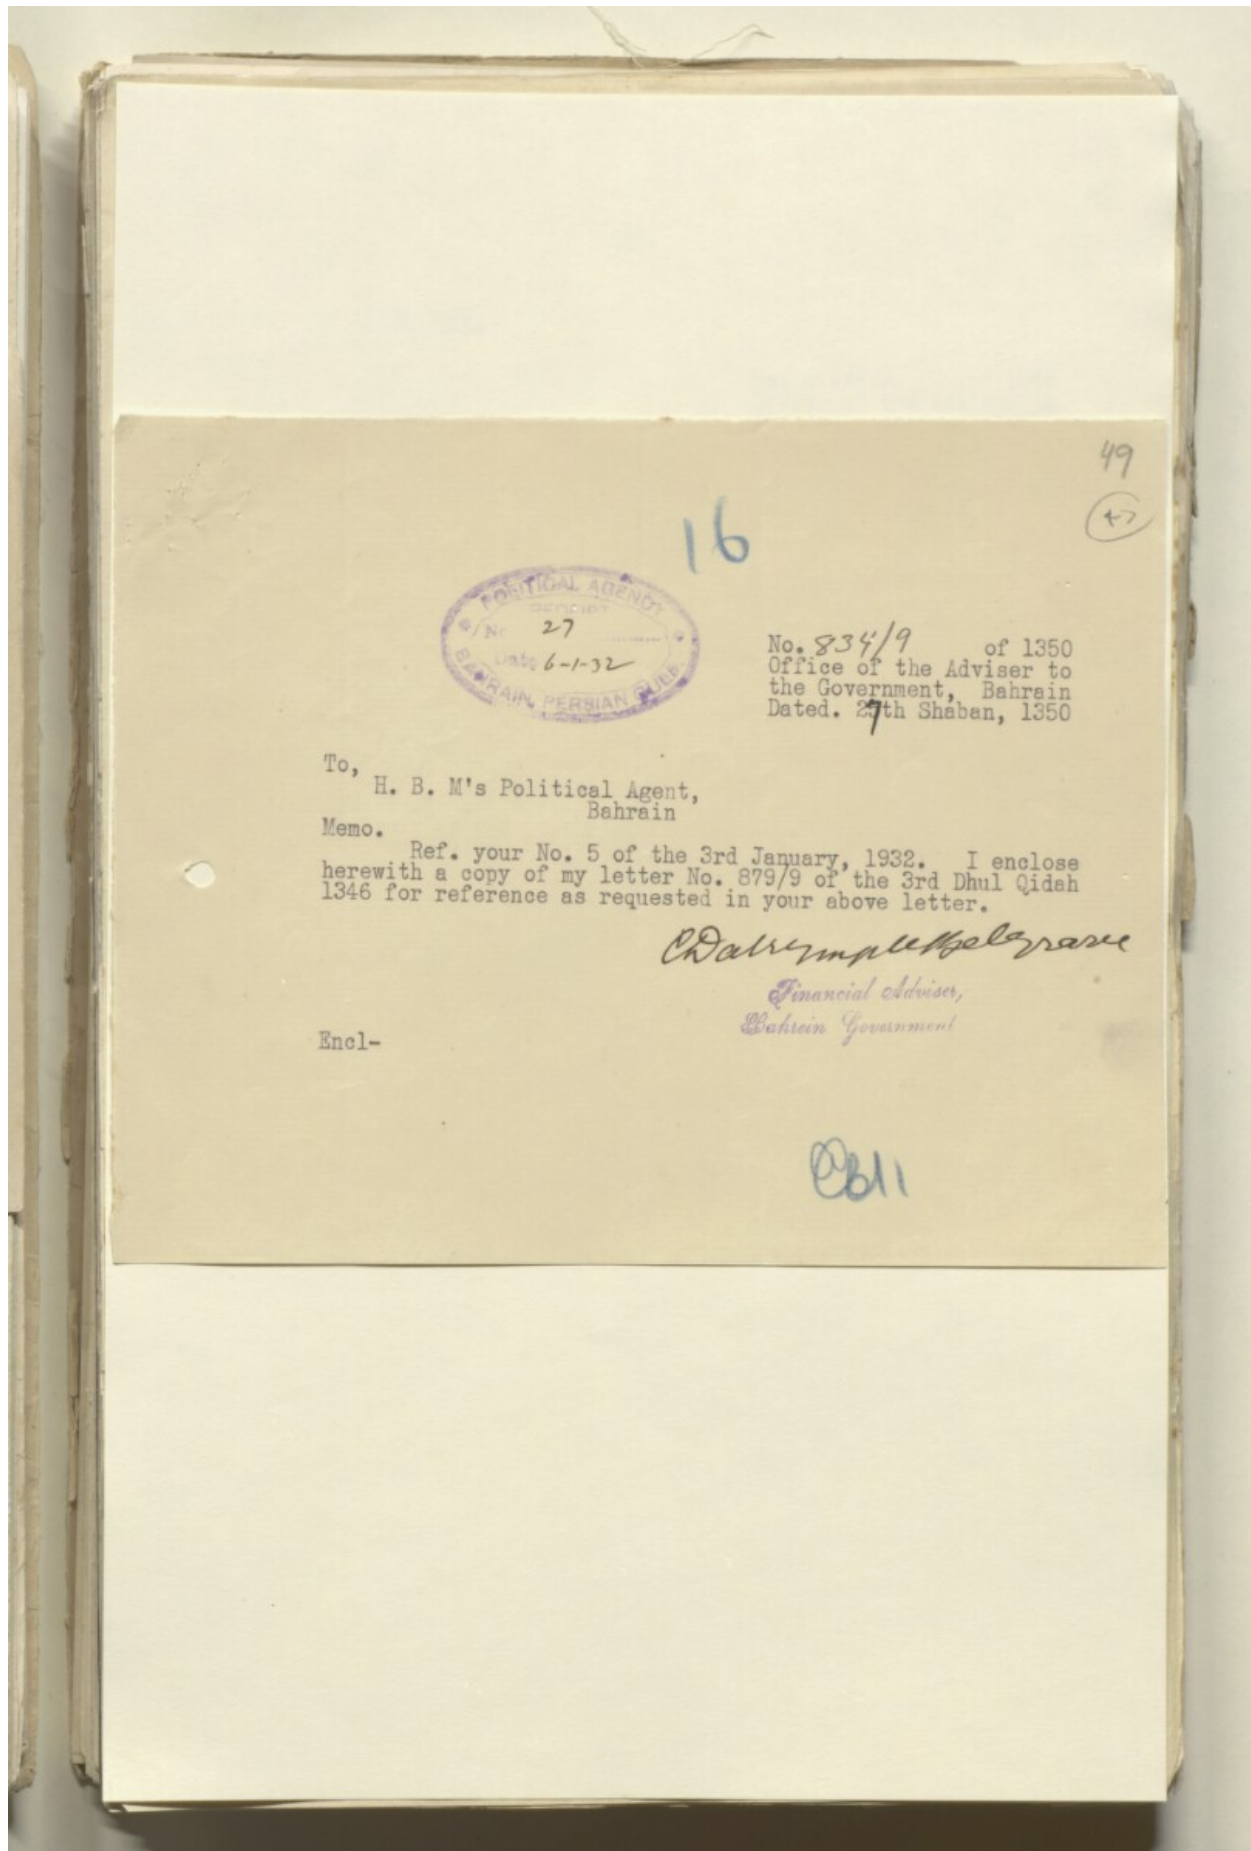 49
16
POLITICAL AGENCY
RECEIPT
No. 27
Date 6-1-32
BAHRAIN, PERSIAN GULF.
No. 834/9 of 1350
Office of the Adviser to
the Government, Bahrain
Dated. 27th Shaban, 1350
To,
H. B. M's Political Agent,
Bahrain
Memo.
Ref. your No. 5 of the 3rd January, 1932. I enclose
herewith a copy of my letter No. 879/9 of the 3rd Dhul Qidah
1346 for reference as requested in your above letter.
CDalrympleBelgrave
Financial Adviser,
Bahrein Government
Encl-